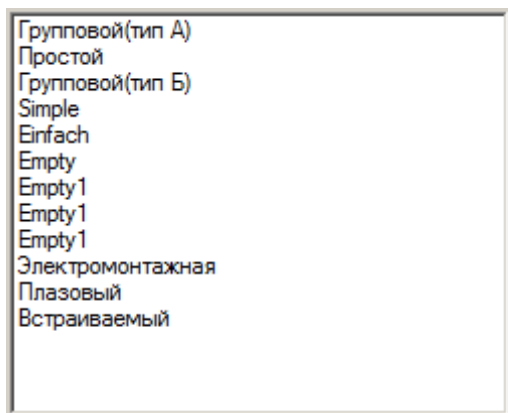 Групповой(тип А)
Простой
Групповой(тип Б)
Simple
Einfach
Empty
Empty1
Empty1
Empty1
Электромонтажная
Плазовый
Встраиваемый